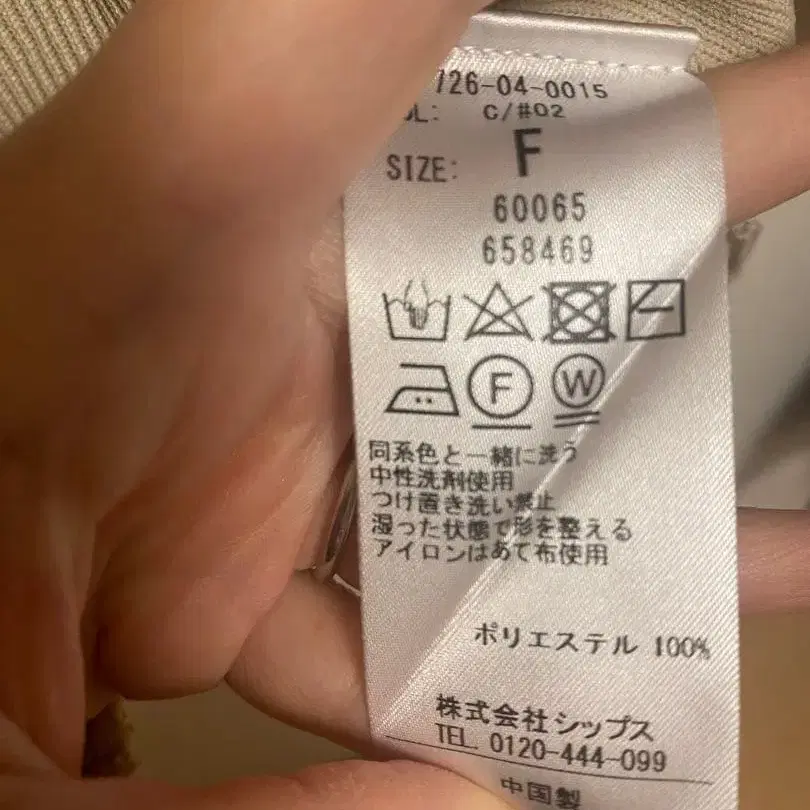 726-04-0015
C/#02
SIZE: F
60065
658469
F W
同系色と一緒に洗う
中性洗剤使用
つけ置き洗い禁止
湿った状態で形を整える
アイロンはあて布使用
ポリエステル 100%
株式会社シップス
TEL 0120-444-099
中国製